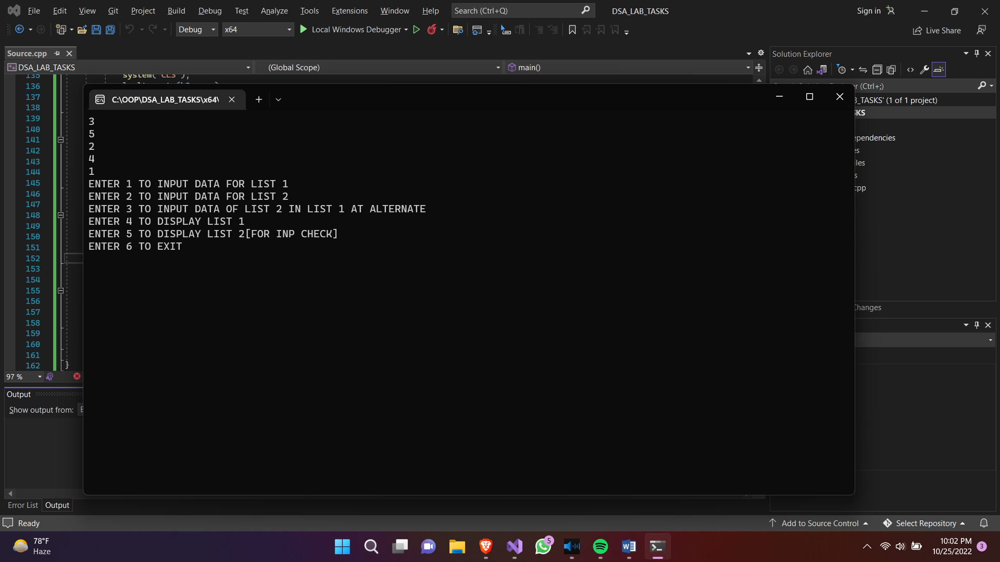 File Edit View Git Project Build Debug Test Analyze Tools Extensions Window Help Search (Ctrl+Q) DSA_LAB_TASKS Sign in
Debug x64 Local Windows Debugger Live Share
Source.cpp
DSA_LAB_TASKS (Global Scope) main()
Solution Explorer
135 system("CLS");
136
137
138
139
140
141
142
143
144
145
146
147
148
149
150
151
152
153
154
155
156
157
158
159
160
161
162 }
(Ctrl+;)
B_TASKS' (1 of 1 project)
KS
ependencies
es
iles
s
cpp
C:\OOP\DSA_LAB_TASKS\x64\
3
5
2
4
1
ENTER 1 TO INPUT DATA FOR LIST 1
ENTER 2 TO INPUT DATA FOR LIST 2
ENTER 3 TO INPUT DATA OF LIST 2 IN LIST 1 AT ALTERNATE
ENTER 4 TO DISPLAY LIST 1
ENTER 5 TO DISPLAY LIST 2[FOR INP CHECK]
ENTER 6 TO EXIT
Changes
97 %
Output
Show output from:
Error List Output
Ready Add to Source Control Select Repository
78°F
Haze
5
10:02 PM
10/25/2022
3